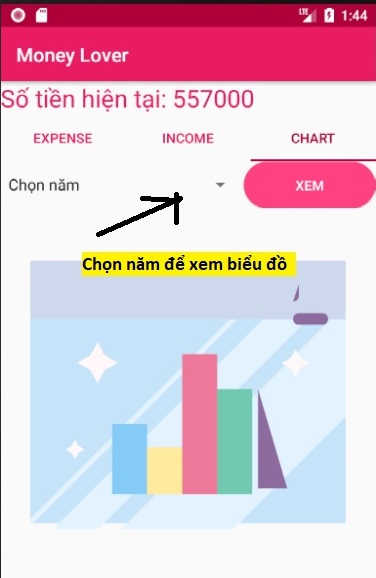 LTE 1:44
Money Lover
Số tiền hiện tại: 557000
EXPENSE INCOME CHART
Chọn năm XEM
Chọn năm để xem biểu đồ